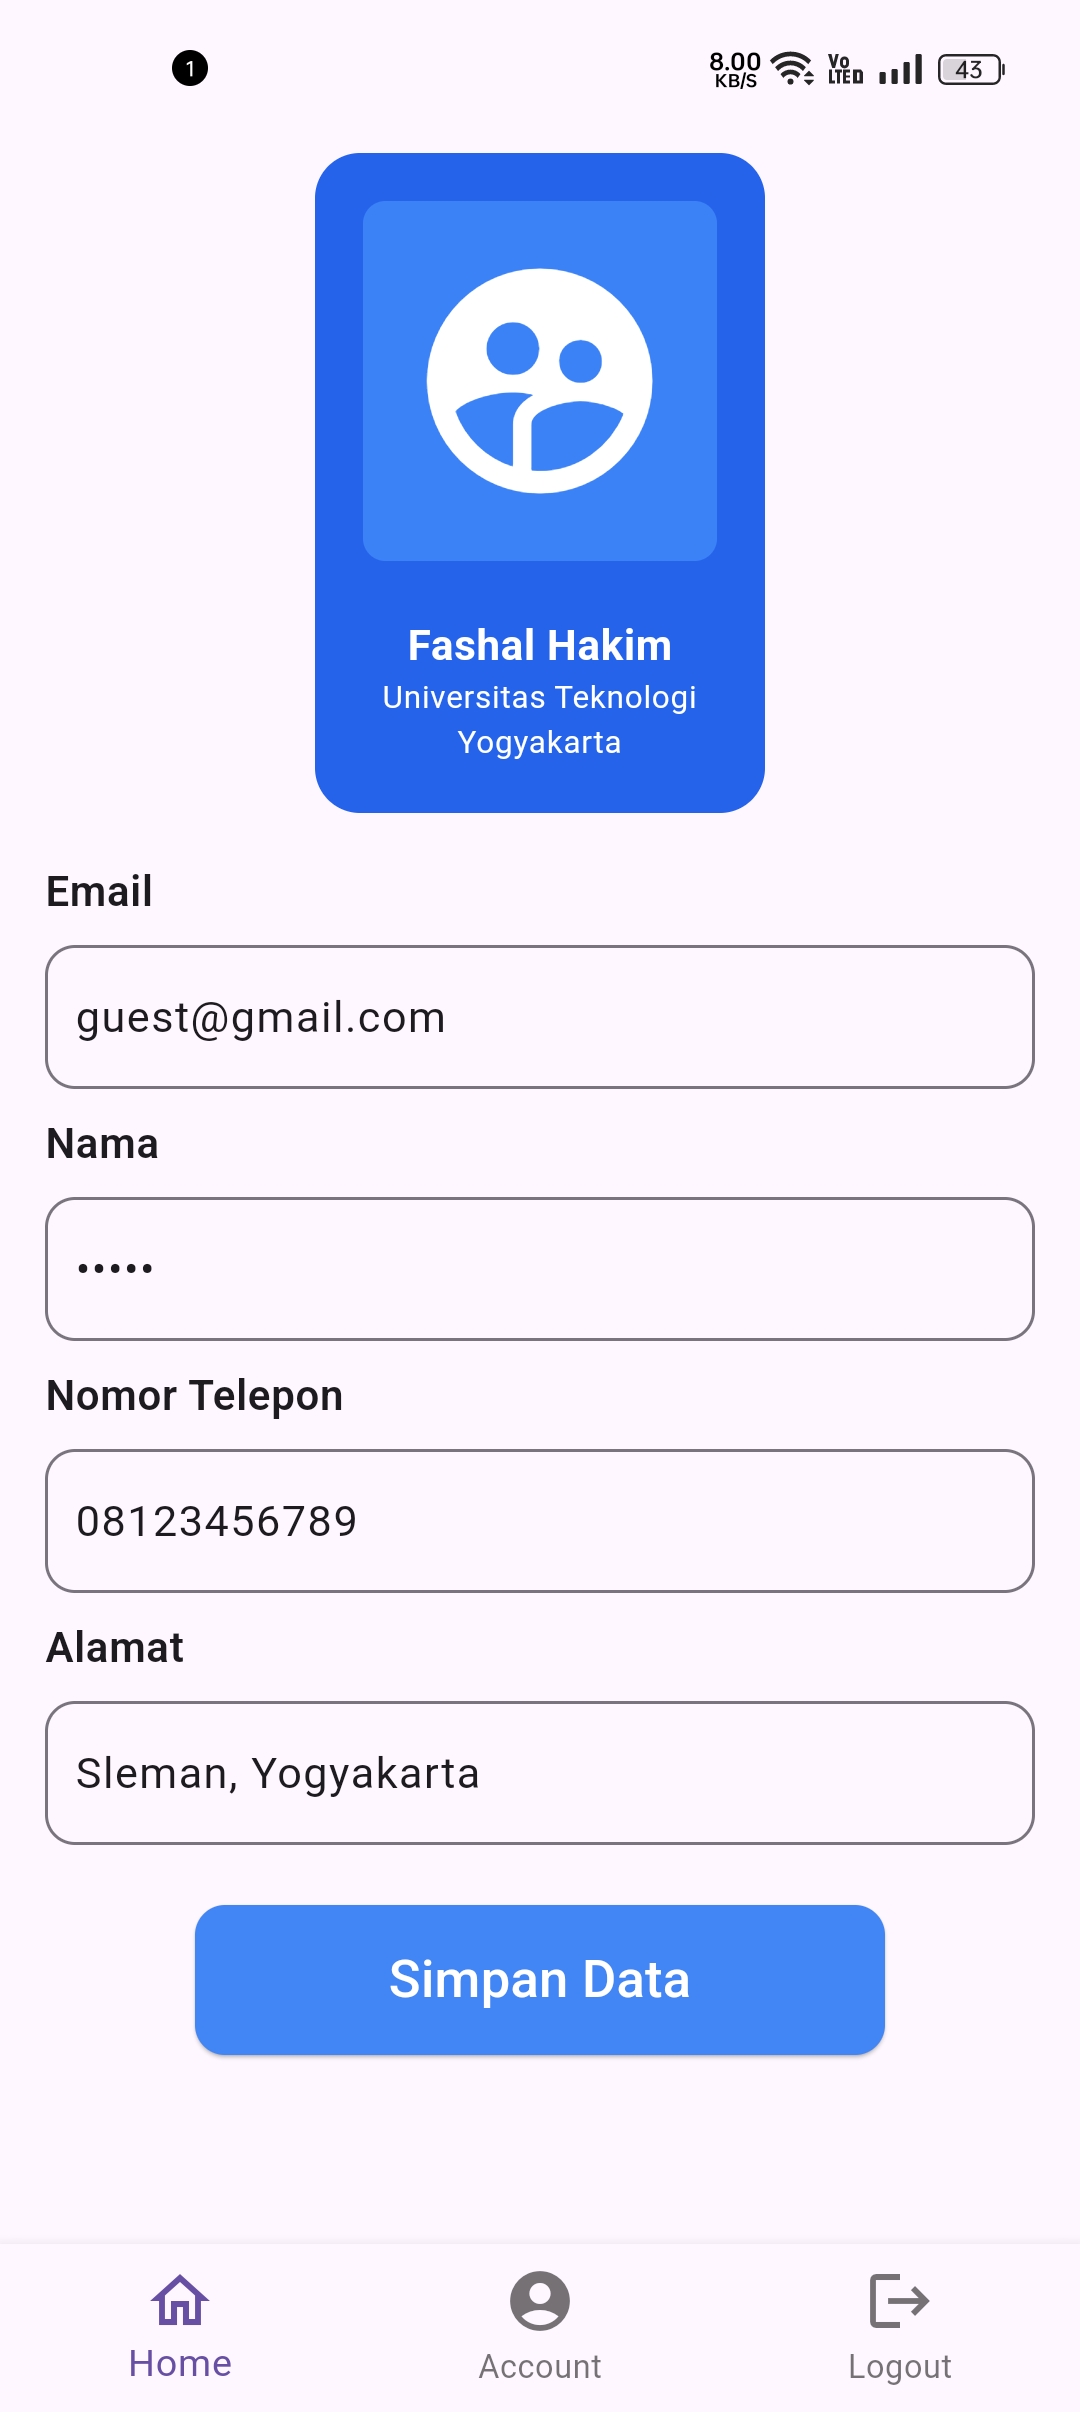 1
8.00
KB/S
Vo
LTED
43
Fashal Hakim
Universitas Teknologi
Yogyakarta
Email
guest@gmail.com
Nama
•••••
Nomor Telepon
08123456789
Alamat
Sleman, Yogyakarta
Simpan Data
Home
Account
Logout